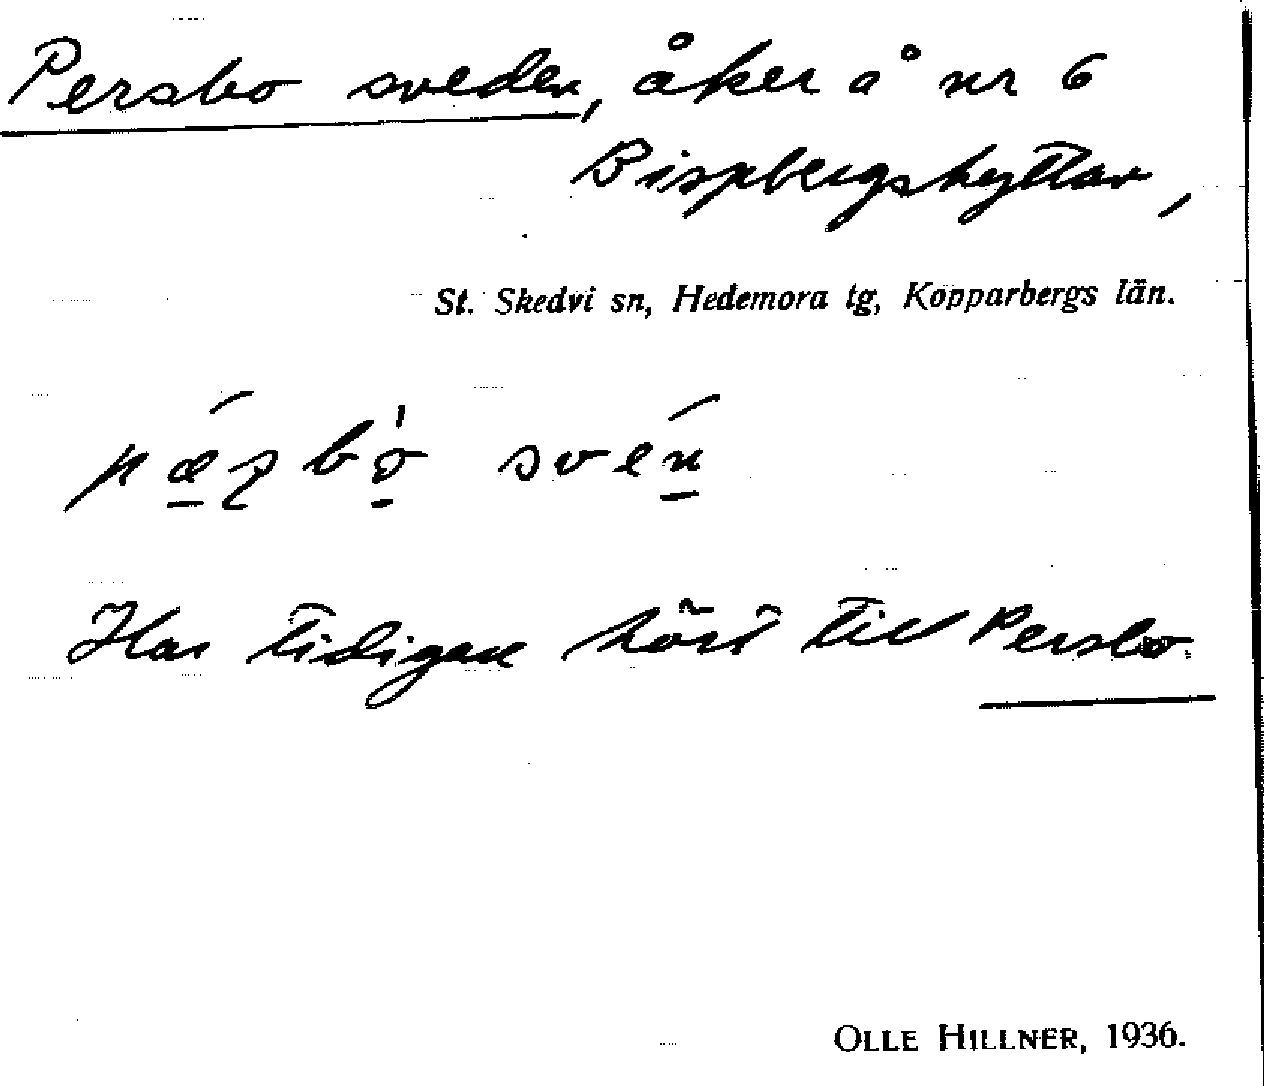 Persbo sveden, åker å nr 6
Bispbergshyttan,
St. Skedvi sn, Hedemora tg, Kopparbergs län.
Har tidigare hört till Persbo.
OLLE HILLNER, 1936.